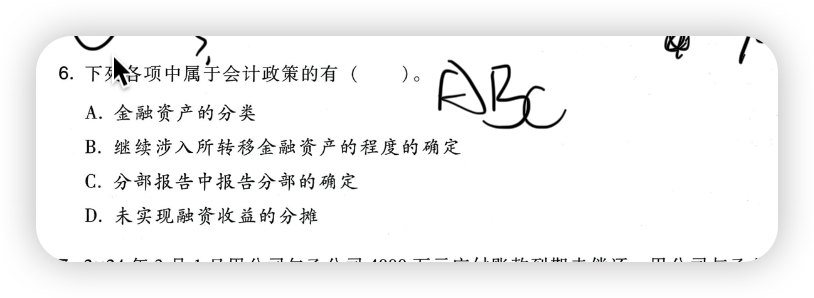 6. 下列各项中属于会计政策的有（　　）。
ABC
A. 金融资产的分类
B. 继续涉入所转移金融资产的程度的确定
C. 分部报告中报告分部的确定
D. 未实现融资收益的分摊